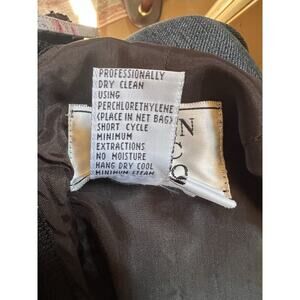 PROFESSIONALLY
DRY CLEAN
USING
PERCHLORETHYLENE
(PLACE IN NET BAG)
SHORT CYCLE
MINIMUM
EXTRACTIONS
NO MOISTURE
HANG DRY COOL
MINIMUM STEAM
N